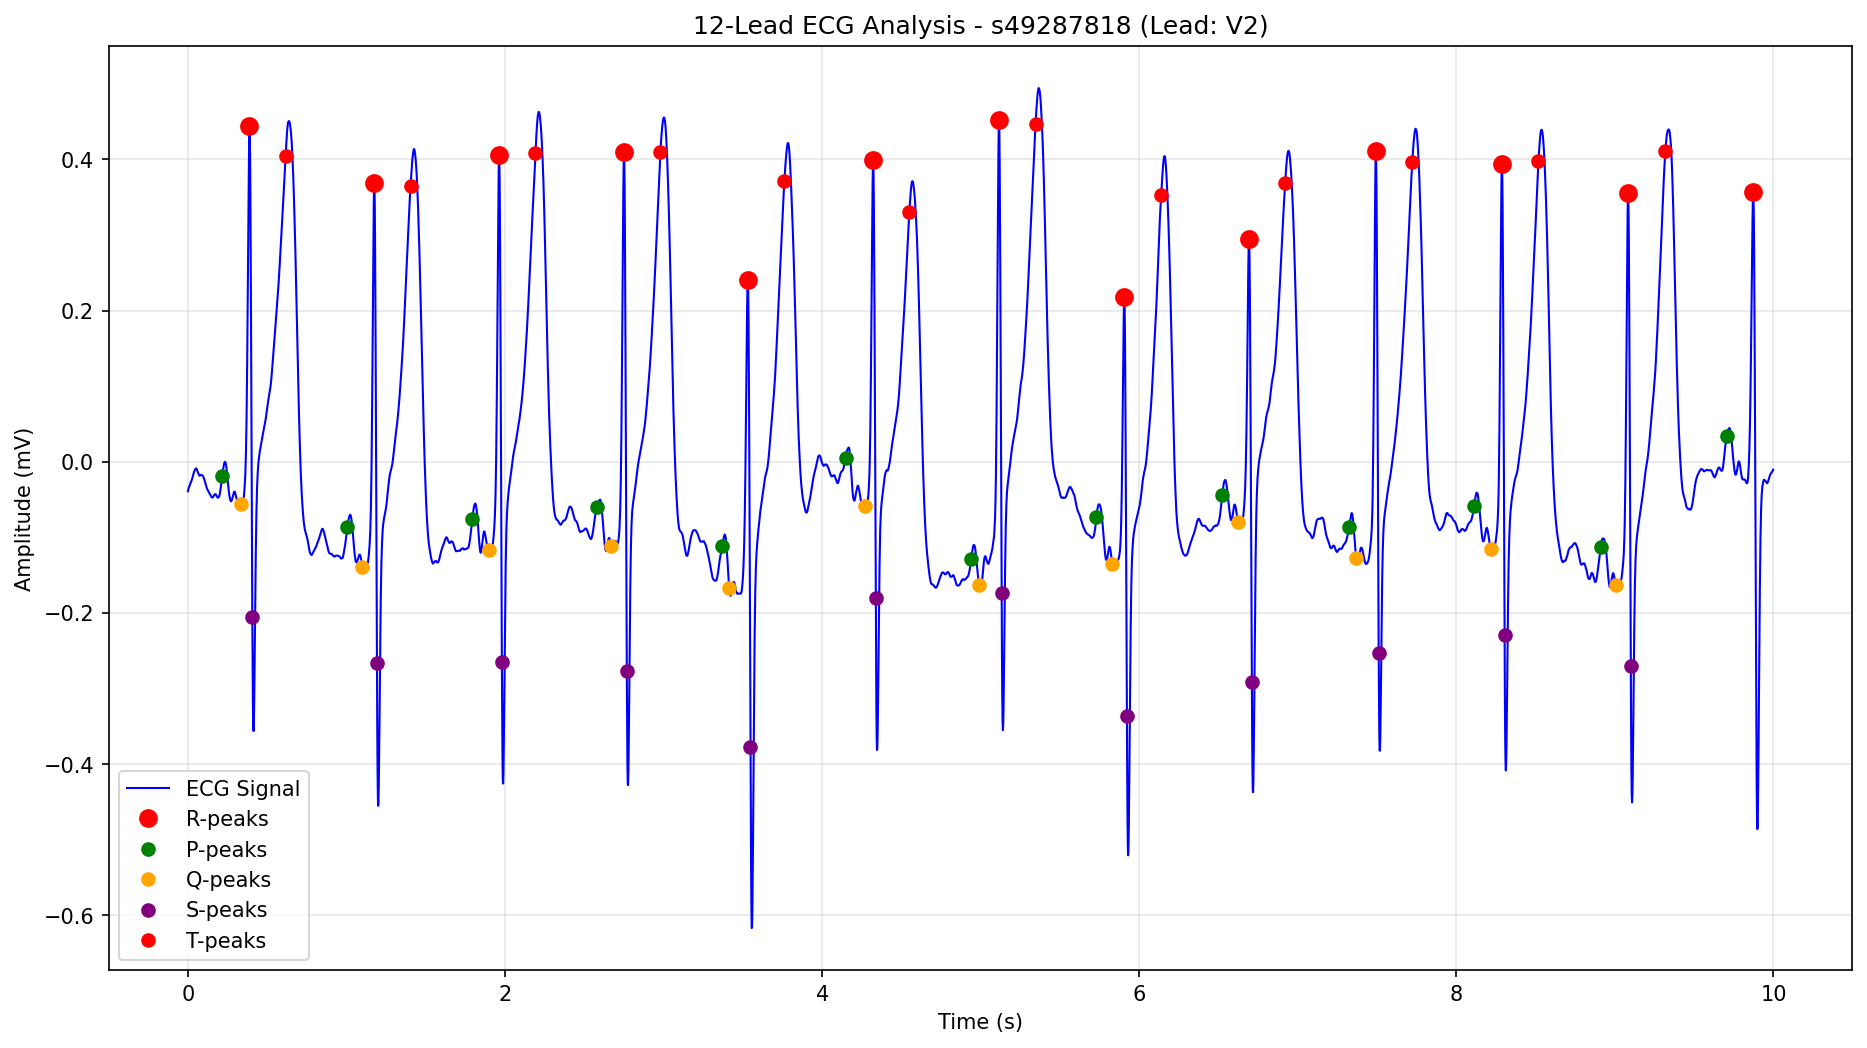 12-Lead ECG Analysis - s49287818 (Lead: V2)
Amplitude (mV)
0.4
0.2
0.0
−0.2
−0.4
−0.6
ECG Signal
R-peaks
P-peaks
Q-peaks
S-peaks
T-peaks
0 2 4 6 8 10
Time (s)